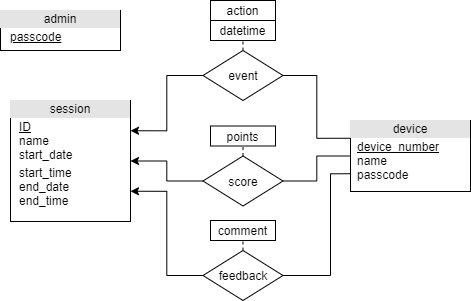 admin
passcode
action
datetime
event
session
ID
name
start_date
start_time
end_date
end_time
points
score
device
device_number
name
passcode
comment
feedback